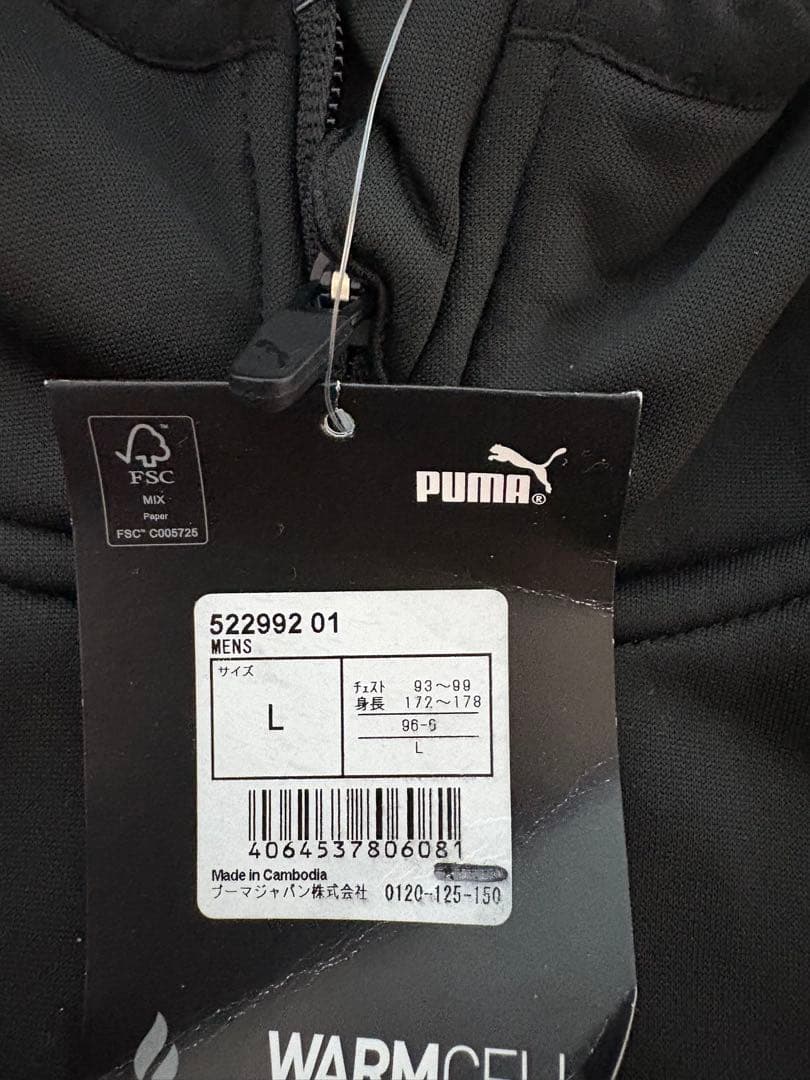 FSC™
MIX
Paper
FSC™ C005725
PUMA®
522992 01
MENS
サイズ
L
チェスト 93～99
身長 172～178
96-6
L
4064537806081
Made in Cambodia
プーマジャパン株式会社 0120-125-150
WARMCELL